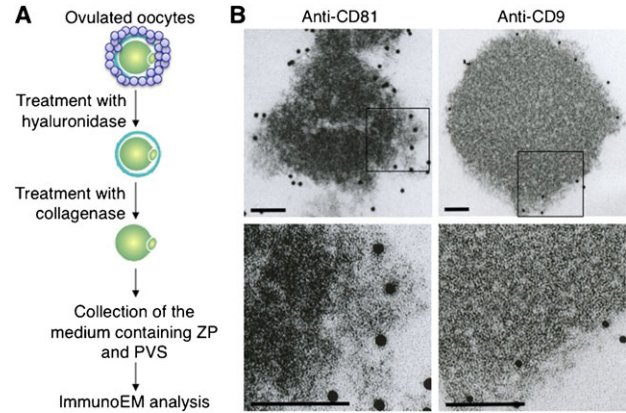 A
Ovulated oocytes
Treatment with
hyaluronidase
Treatment with
collagenase
Collection of the
medium containing ZP
and PVS
ImmunoEM analysis
B
Anti-CD81
Anti-CD9